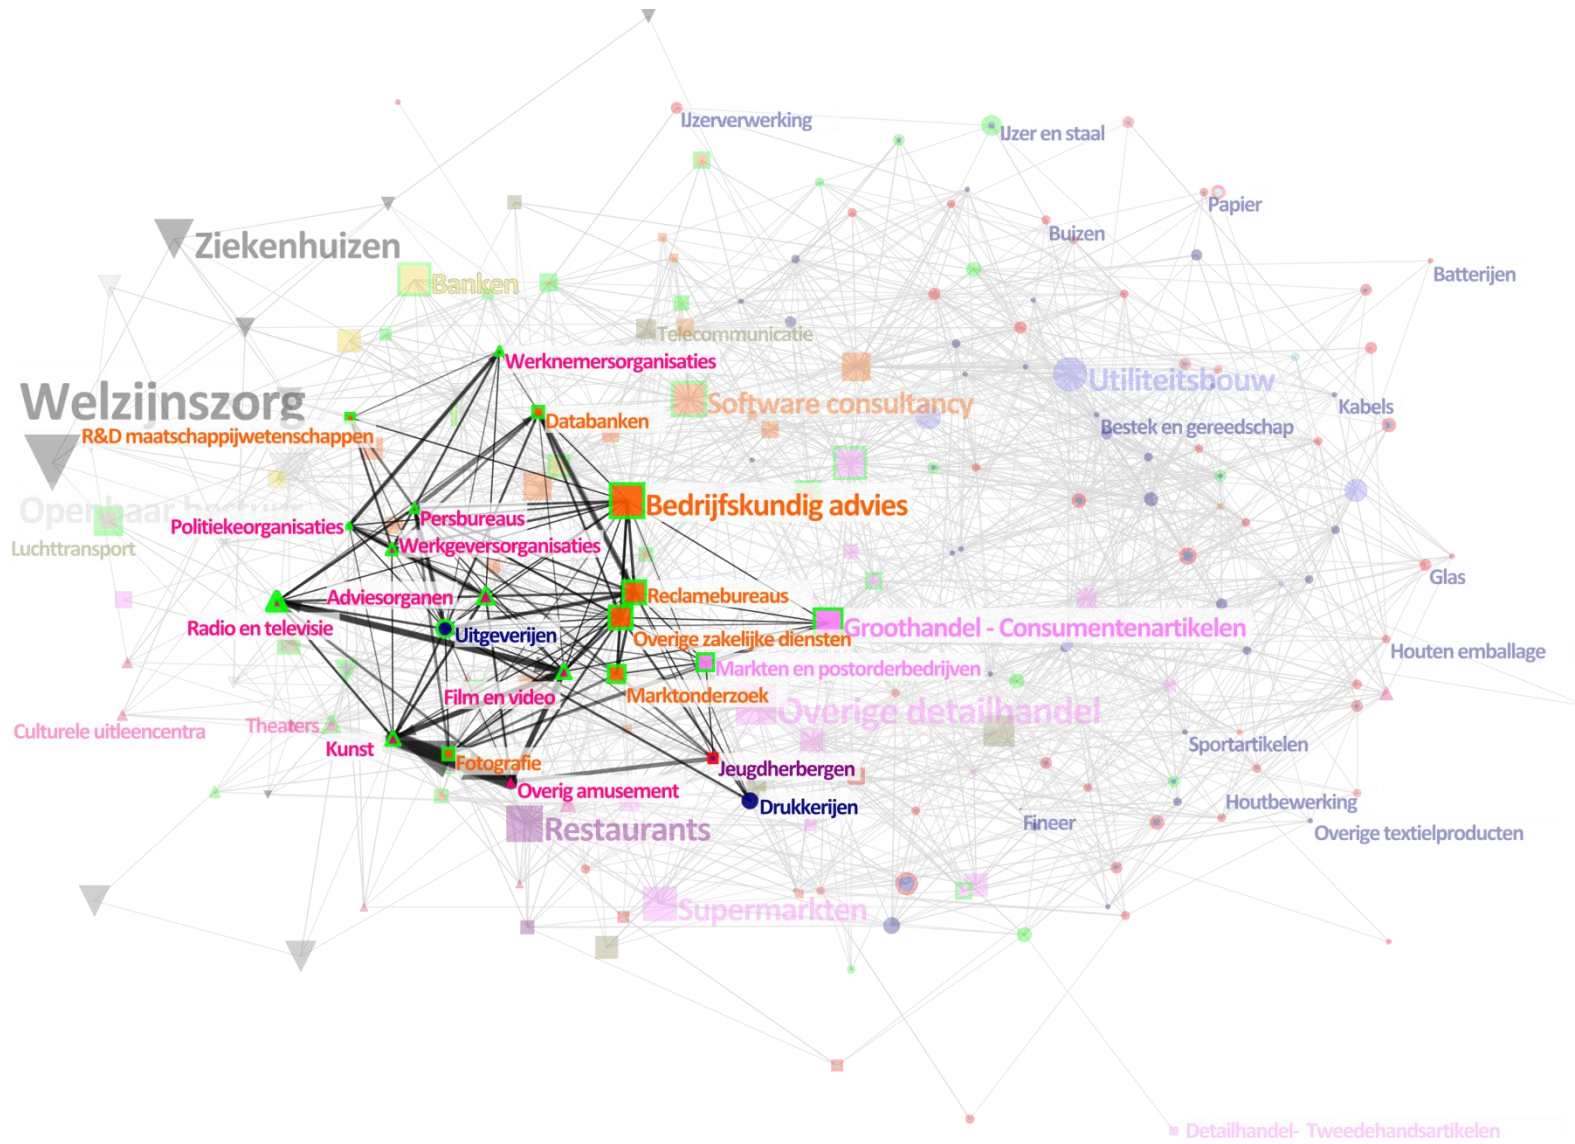 IJzerverwerking
IJzer en staal
Papier
Buizen
Ziekenhuizen
Batterijen
Banken
Telecommunicatie
Werknemersorganisaties
Utiliteitsbouw
Welzijnszorg
Software consultancy
Kabels
Databanken
Bestek en gereedschap
R&D maatschappijwetenschappen
Openbaar bestuur
Bedrijfskundig advies
Persbureaus
Politiekeorganisaties
Werkgeversorganisaties
Luchttransport
Glas
Adviesorganen
Reclamebureaus
Radio en televisie
Uitgeverijen
Groothandel - Consumentenartikelen
Overige zakelijke diensten
Houten emballage
Markten en postorderbedrijven
Film en video
Marktonderzoek
Overige detailhandel
Theaters
Culturele uitleencentra
Kunst
Sportartikelen
Fotografie
Jeugdherbergen
Overig amusement
Houtbewerking
Drukkerijen
Fineer
Restaurants
Overige textielproducten
Supermarkten
Detailhandel- Tweedehandsartikelen